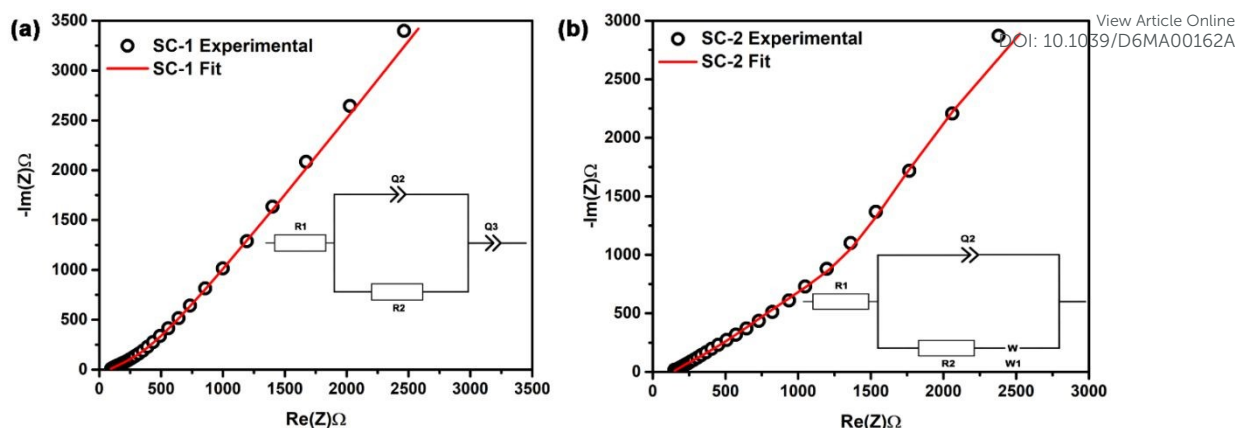 View Article Online
DOI: 10.1039/D6MA00162A
(a)
SC-1 Experimental
SC-1 Fit
3500
3000
2500
2000
1500
1000
500
0
-Im(Z)Ω
0 500 1000 1500 2000 2500 3000 3500
Re(Z)Ω
Q2
R1
Q3
R2
(b)
SC-2 Experimental
SC-2 Fit
3000
2500
2000
1500
1000
500
0
-Im(Z)Ω
0 500 1000 1500 2000 2500 3000
Re(Z)Ω
Q2
R1
W
R2 W1